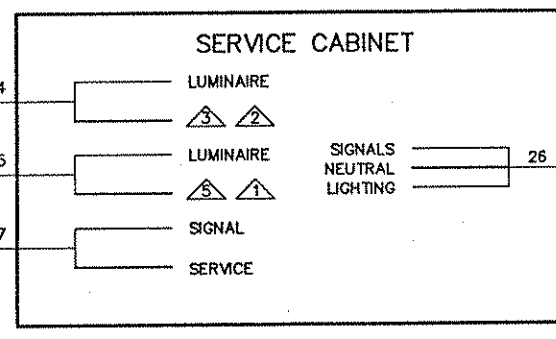 SERVICE CABINET
4
LUMINAIRE
3 2
6
LUMINAIRE
5 1
SIGNALS
NEUTRAL
LIGHTING
26
7
SIGNAL
SERVICE